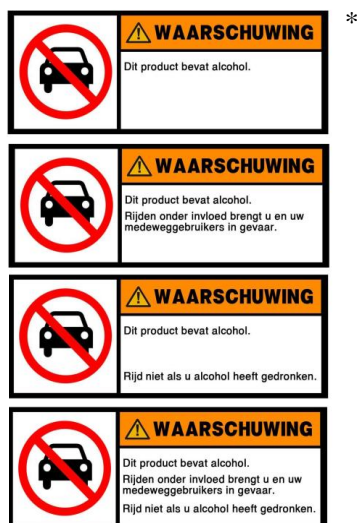 *
WAARSCHUWING
Dit product bevat alcohol.
WAARSCHUWING
Dit product bevat alcohol.
Rijden onder invloed brengt u en uw
medeweggebruikers in gevaar.
WAARSCHUWING
Dit product bevat alcohol.
Rijd niet als u alcohol heeft gedronken.
WAARSCHUWING
Dit product bevat alcohol.
Rijden onder invloed brengt u en uw
medeweggebruikers in gevaar.
Rijd niet als u alcohol heeft gedronken.